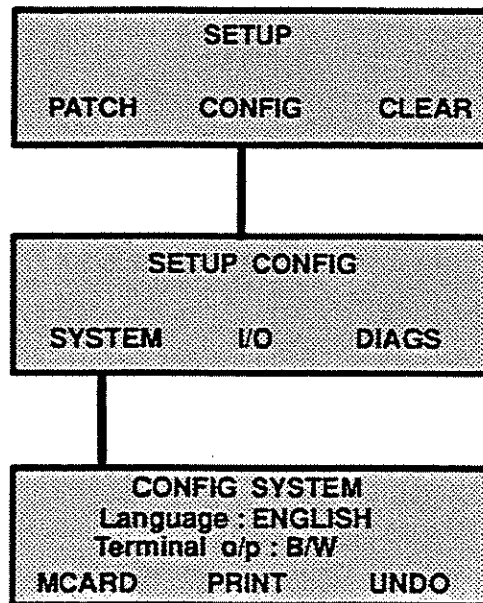 SETUP
PATCH CONFIG CLEAR
SETUP CONFIG
SYSTEM I/O DIAGS
CONFIG SYSTEM
Language : ENGLISH
Terminal o/p : B/W
MCARD PRINT UNDO